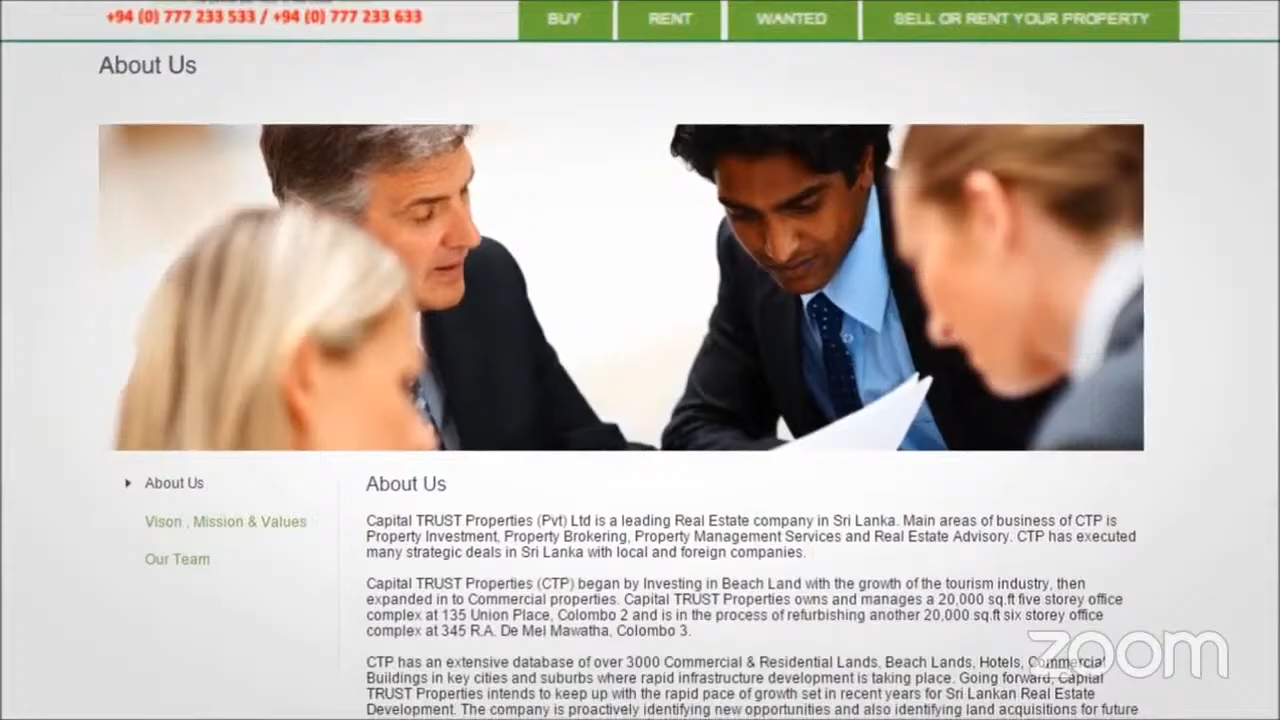 +94 (0) 777 233 533 / +94 (0) 777 233 633
BUY
RENT
WANTED
SELL OR RENT YOUR PROPERTY
About Us
About Us
Vison , Mission & Values
Our Team
About Us
Capital TRUST Properties (Pvt) Ltd is a leading Real Estate company in Sri Lanka. Main areas of business of CTP is
Property Investment, Property Brokering, Property Management Services and Real Estate Advisory. CTP has executed
many strategic deals in Sri Lanka with local and foreign companies.
Capital TRUST Properties (CTP) began by Investing in Beach Land with the growth of the tourism industry, then
expanded in to Commercial properties. Capital TRUST Properties owns and manages a 20,000 sq.ft five storey office
complex at 135 Union Place, Colombo 2 and is in the process of refurbishing another 20,000 sq.ft six storey office
complex at 345 R.A. De Mel Mawatha, Colombo 3.
CTP has an extensive database of over 3000 Commercial & Residential Lands, Beach Lands, Hotels, Commercial
Buildings in key cities and suburbs where rapid infrastructure development is taking place. Going forward, Capital
TRUST Properties intends to keep up with the rapid pace of growth set in recent years for Sri Lankan Real Estate
Development. The company is proactively identifying new opportunities and also identifying land acquisitions for future
zoom